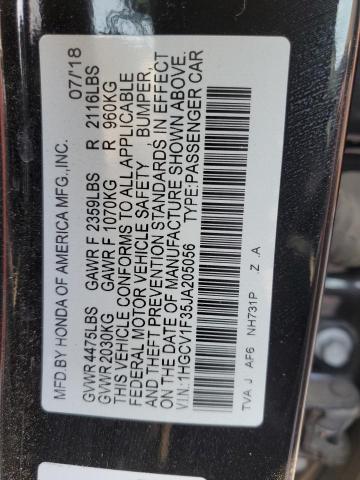 MFD.BY HONDA OF AMERICA MFG.,INC. 07/18
GVWR 4475LBS GAWR F 2359LBS R 2116LBS
GVWR 2030KG GAWR F 1070KG R 960KG
THIS VEHICLE CONFORMS TO ALL APPLICABLE
FEDERAL MOTOR VEHICLE SAFETY , BUMPER,
AND THEFT PREVENTION STANDARDS IN EFFECT
ON THE DATE OF MANUFACTURE SHOWN ABOVE.
V.I.N.:1HGCV1F35JA205056 TYPE:PASSENGER CAR
TVA J AF6 NH731P .Z .A